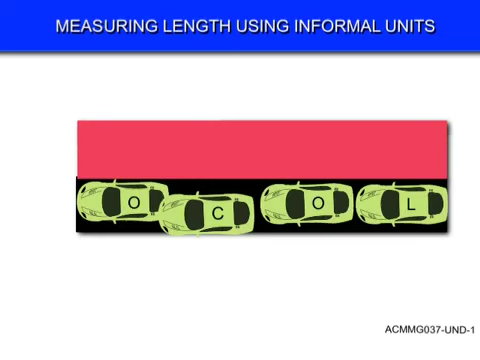 MEASURING LENGTH USING INFORMAL UNITS
O C O L
ACMMG037-UND-1